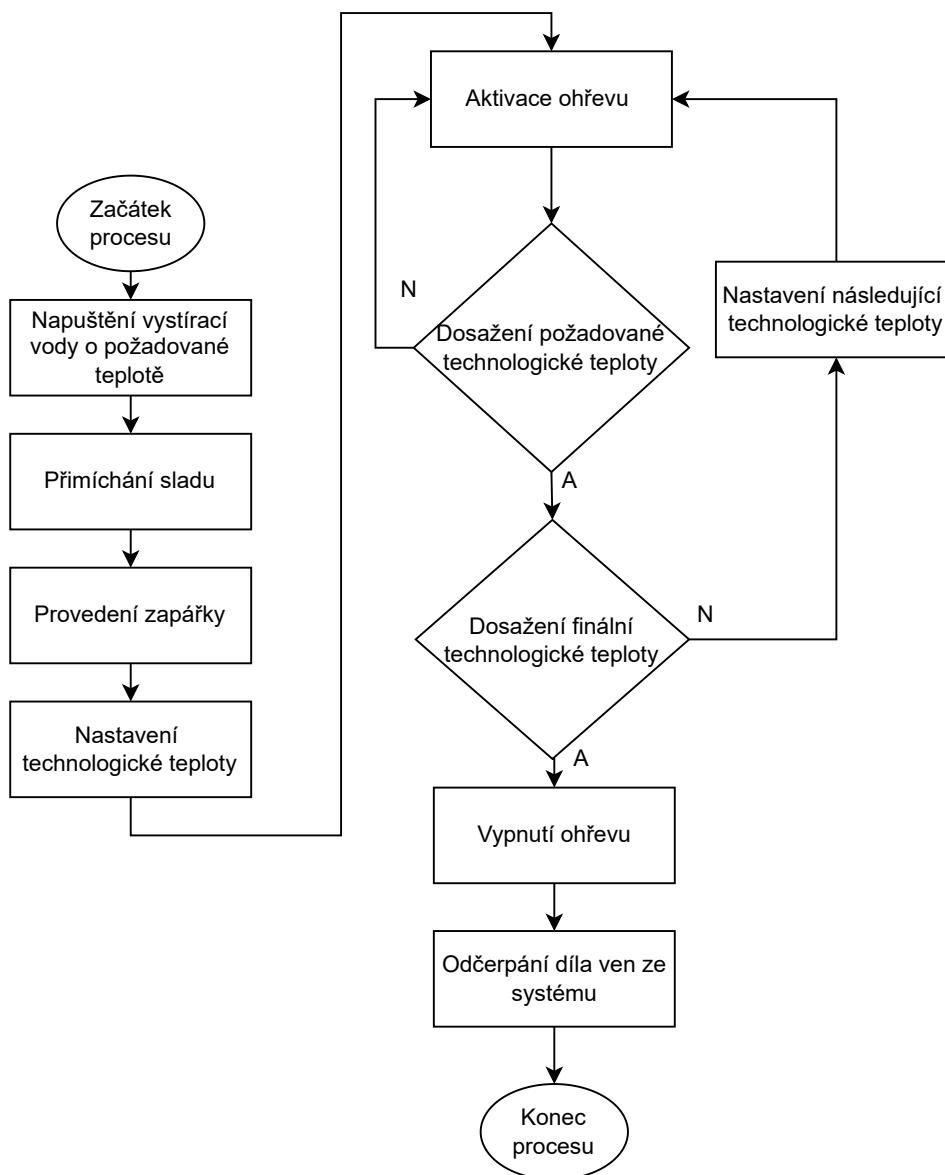 Začátek
procesu
Napuštění vystírací
vody o požadované
teplotě
Přimíchání sladu
Provedení zapářky
Nastavení
technologické teploty
Aktivace ohřevu
N
Dosažení požadované
technologické teploty
A
Nastavení následující
technologické teploty
Dosažení finální
technologické teploty
N
A
Vypnutí ohřevu
Odčerpání díla ven ze
systému
Konec
procesu